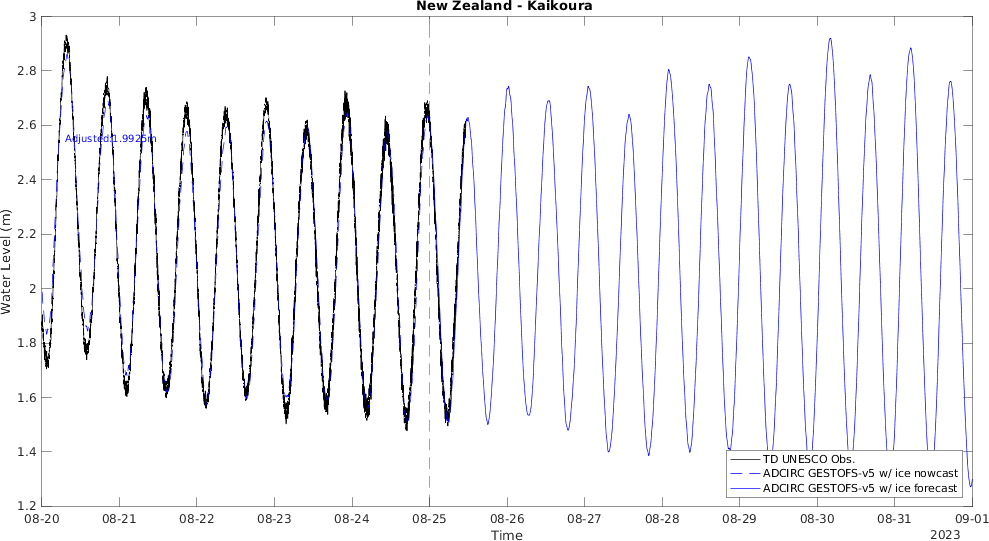 New Zealand - Kaikoura
3
2.8
2.6
2.4
2.2
2
1.8
1.6
1.4
1.2
Water Level (m)
Adjusted:1.9925m
TD UNESCO Obs.
ADCIRC GESTOFS-v5 w/ ice nowcast
ADCIRC GESTOFS-v5 w/ ice forecast
08-20 08-21 08-22 08-23 08-24 08-25 08-26 08-27 08-28 08-29 08-30 08-31 09-01
Time
2023